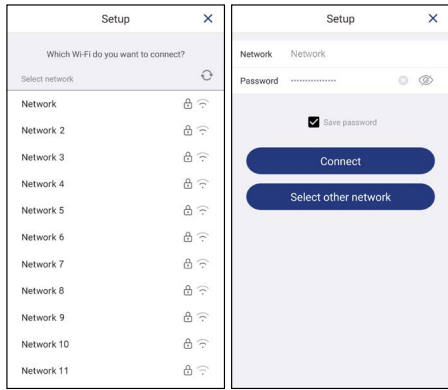 Setup
Which Wi-Fi do you want to connect?
Select network
Network
Network 2
Network 3
Network 4
Network 5
Network 6
Network 7
Network 8
Network 9
Network 10
Network 11
Setup
Network Network
Password ···············
Save password
Connect
Select other network